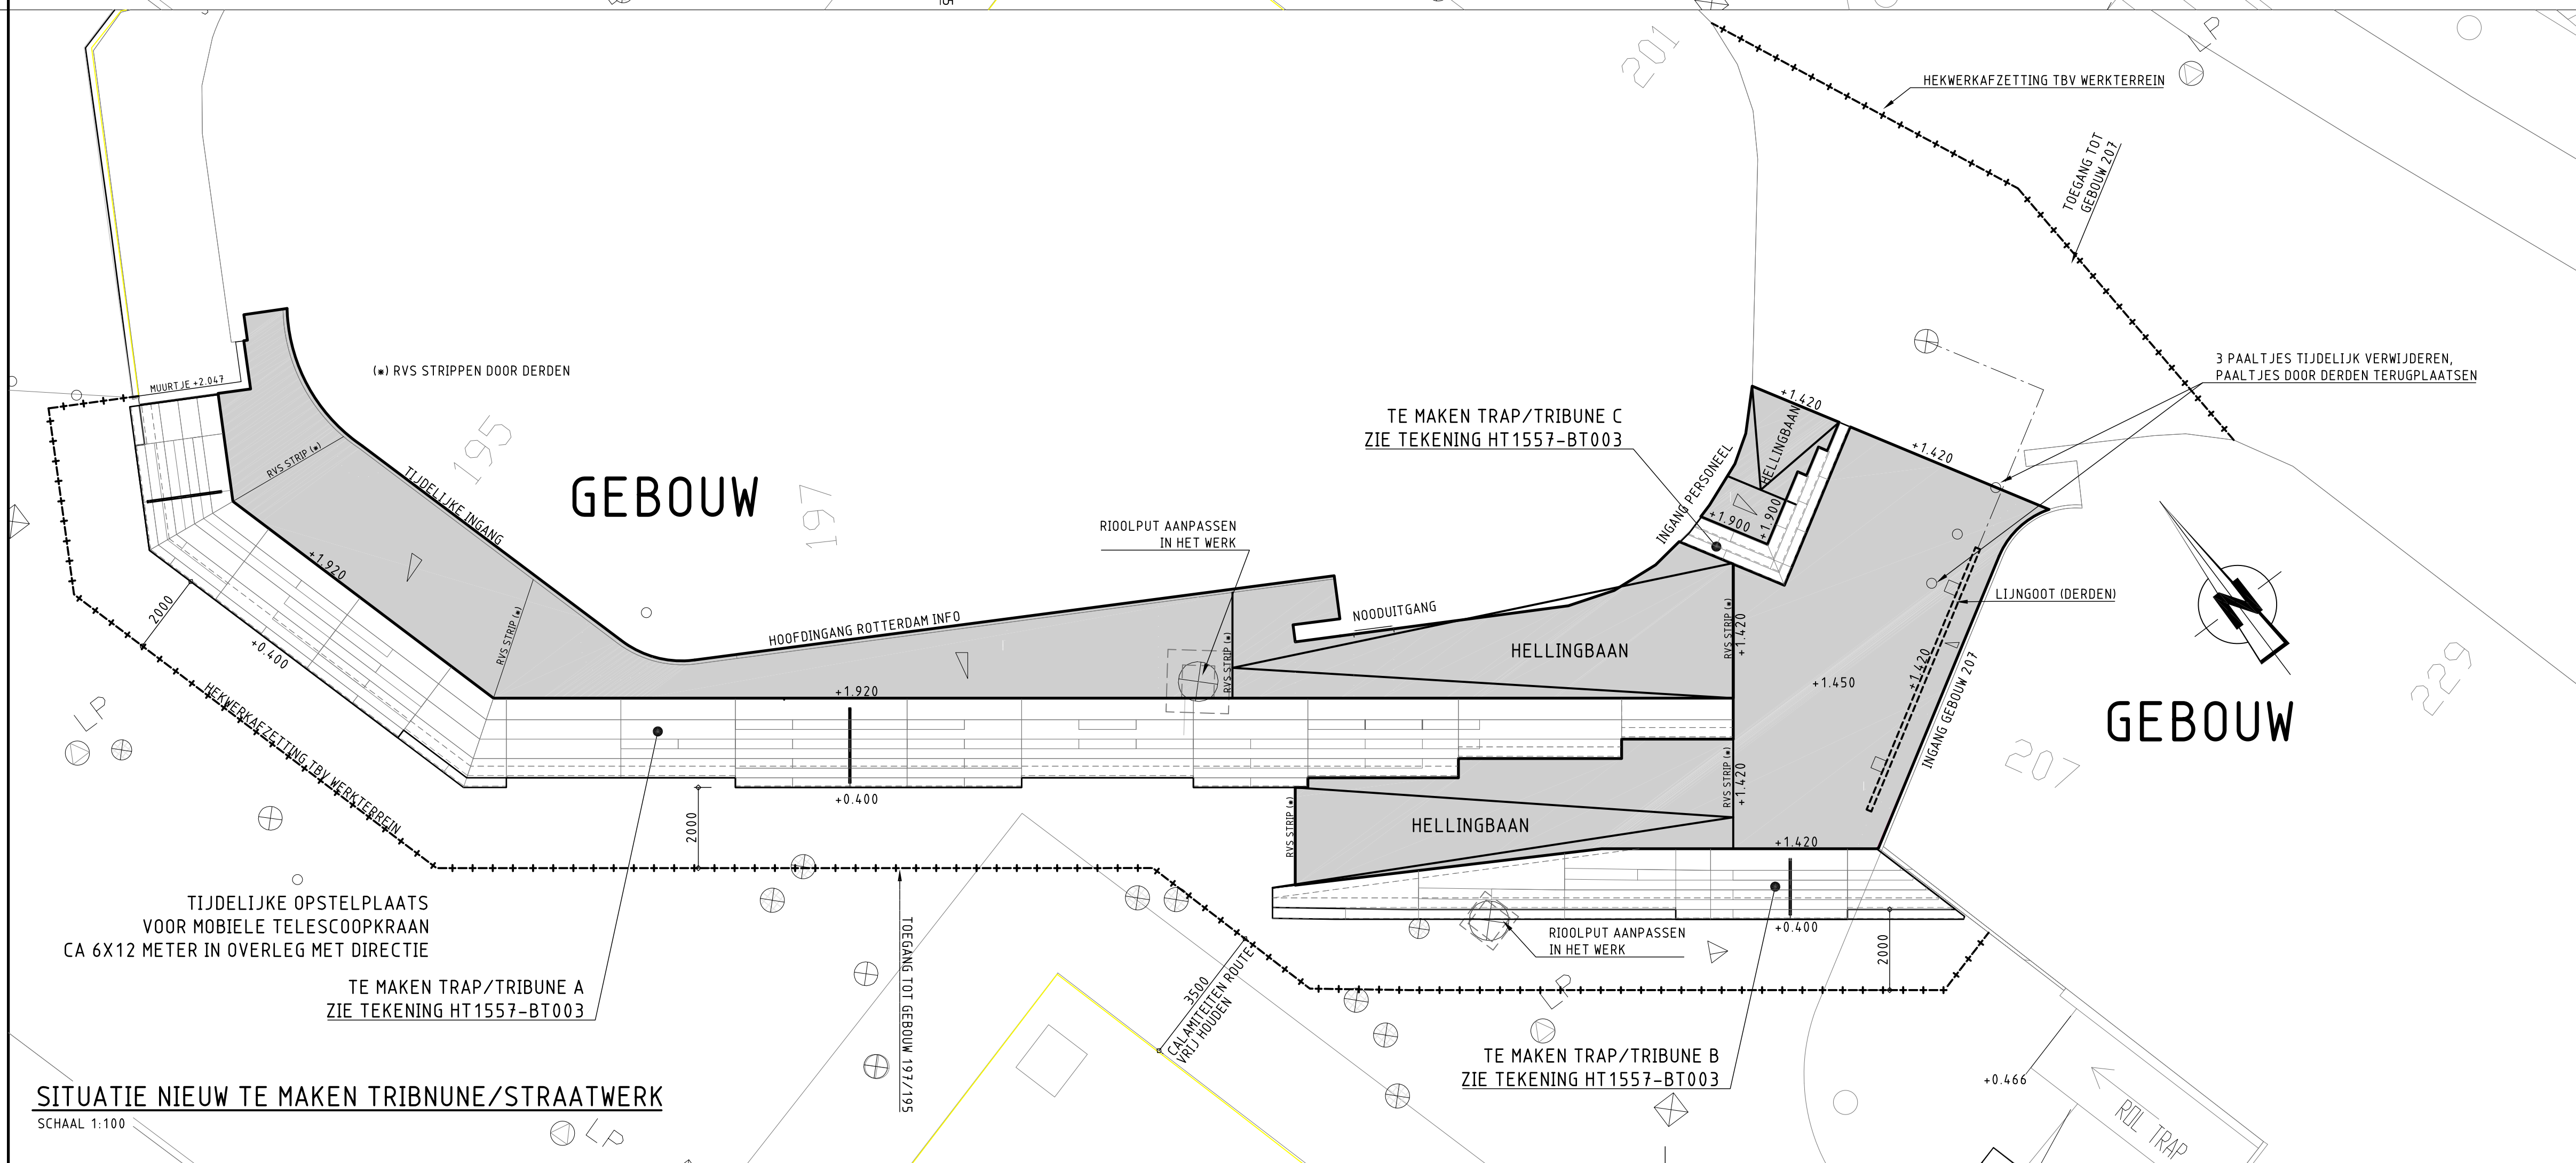 201
LP
HEKWERKAFZETTING TBV WERKTERREIN
TOEGANG TOT
GEBOUW 207
3 PAALTJES TIJDELIJK VERWIJDEREN,
PAALTJES DOOR DERDEN TERUGPLAATSEN
MUURTJE +2.047
(*) RVS STRIPPEN DOOR DERDEN
RVS STRIP (*)
TIJDELIJKE INGANG
195
GEBOUW
197
+1.920
RVS STRIP (*)
2000
+0.400
HEKWERKAFZETTING TBV WERKTERREIN
LP
HOOFDINGANG ROTTERDAM INFO
RIOOLPUT AANPASSEN
IN HET WERK
RVS STRIP (*)
NOODUITGANG
TE MAKEN TRAP/TRIBUNE C
ZIE TEKENING HT1557-BT003
INGANG PERSONEEL
+1.420
HELLINGBAAN
+1.900
+1.900
+1.420
HELLINGBAAN
RVS STRIP (*)
+1.420
+1.450
+1.420
LIJNGOOT (DERDEN)
INGANG GEBOUW 207
N
GEBOUW
229
207
+1.920
+0.400
2000
RVS STRIP (*)
+1.420
RVS STRIP (*)
HELLINGBAAN
+1.420
+0.400
2000
RIOOLPUT AANPASSEN
IN HET WERK
LP
TIJDELIJKE OPSTELPLAATS
VOOR MOBIELE TELESCOOPKRAAN
CA 6X12 METER IN OVERLEG MET DIRECTIE
TE MAKEN TRAP/TRIBUNE A
ZIE TEKENING HT1557-BT003
TOEGANG TOT GEBOUW 197/195
3500
CALAMITEITEN ROUTE
VRIJ HOUDEN
TE MAKEN TRAP/TRIBUNE B
ZIE TEKENING HT1557-BT003
+0.466
ROL TRAP
SITUATIE NIEUW TE MAKEN TRIBNUNE/STRAATWERK
SCHAAL 1:100
LP